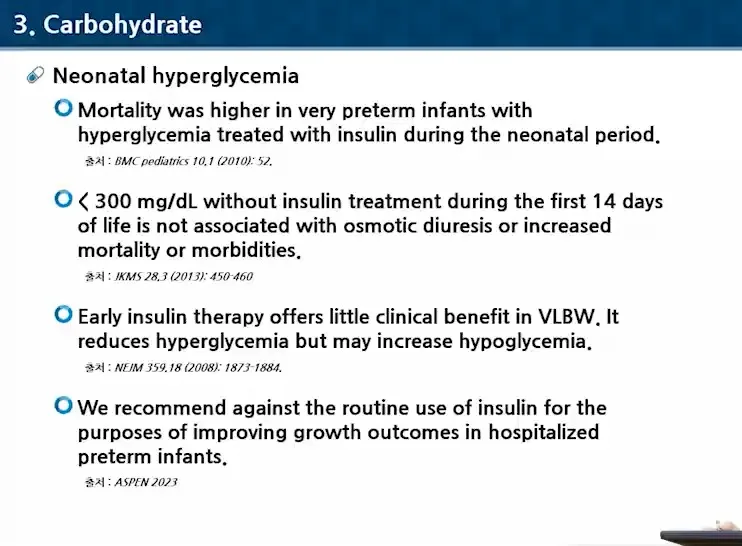 3. Carbohydrate
Neonatal hyperglycemia
Mortality was higher in very preterm infants with
hyperglycemia treated with insulin during the neonatal period.
출처 : BMC pediatrics 10.1 (2010): 52.
< 300 mg/dL without insulin treatment during the first 14 days
of life is not associated with osmotic diuresis or increased
mortality or morbidities.
출처 : JKMS 28.3 (2013): 450-460
Early insulin therapy offers little clinical benefit in VLBW. It
reduces hyperglycemia but may increase hypoglycemia.
출처 : NEJM 359.18 (2008): 1873-1884.
We recommend against the routine use of insulin for the
purposes of improving growth outcomes in hospitalized
preterm infants.
출처 : ASPEN 2023